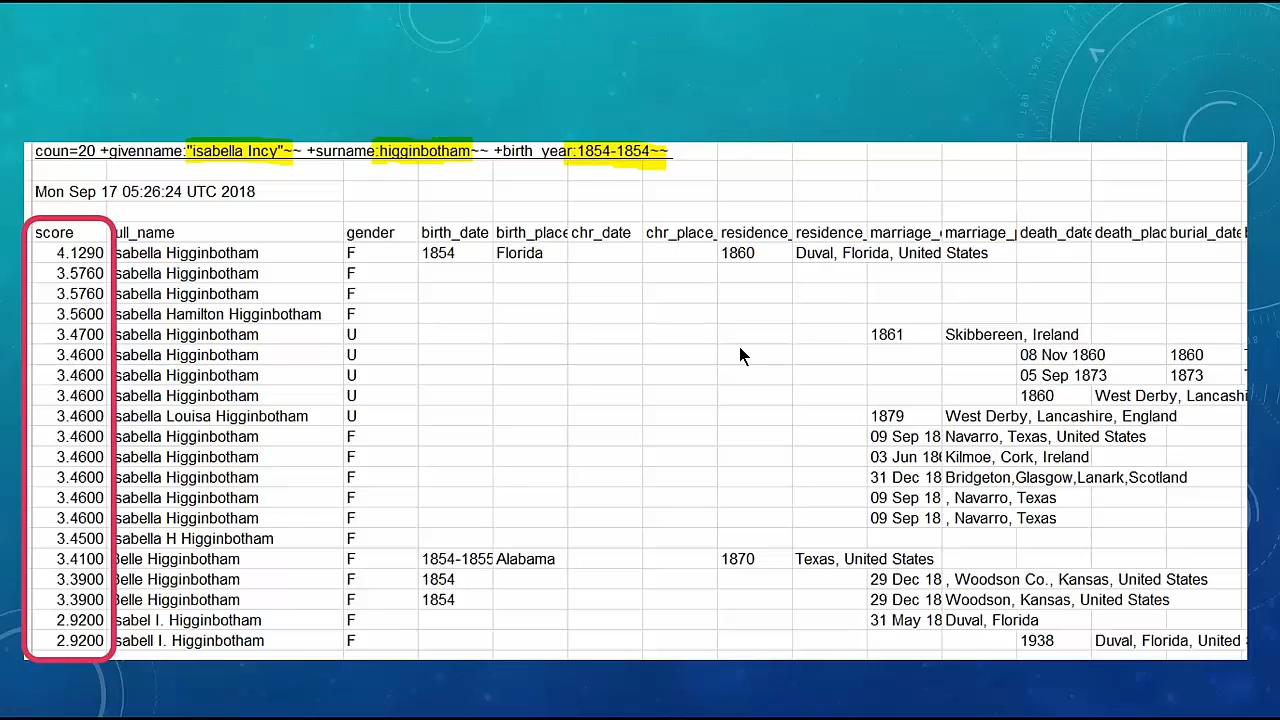 coun=20 +givenname:"isabella Incy"~~ +surname:higginbotham~~ +birth_year:1854-1854~~
Mon Sep 17 05:26:24 UTC 2018
score ull_name gender birth_date birth_place chr_date chr_place_ residence_ residence_ marriage_ marriage_p death_date death_plac burial_date
4.1290 sabella Higginbotham F 1854 Florida 1860 Duval, Florida, United States
3.5760 sabella Higginbotham F
3.5760 sabella Higginbotham F
3.5600 sabella Hamilton Higginbotham F
3.4700 sabella Higginbotham U 1861 Skibbereen, Ireland
3.4600 sabella Higginbotham U 08 Nov 1860 1860
3.4600 sabella Higginbotham U 05 Sep 1873 1873
3.4600 sabella Higginbotham U 1860 West Derby, Lancashi
3.4600 sabella Louisa Higginbotham U 1879 West Derby, Lancashire, England
3.4600 sabella Higginbotham F 09 Sep 18 Navarro, Texas, United States
3.4600 sabella Higginbotham F 03 Jun 18 Kilmoe, Cork, Ireland
3.4600 sabella Higginbotham F 31 Dec 18 Bridgeton,Glasgow,Lanark,Scotland
3.4600 sabella Higginbotham F 09 Sep 18 , Navarro, Texas
3.4600 sabella Higginbotham F 09 Sep 18 , Navarro, Texas
3.4500 sabella H Higginbotham F
3.4100 Belle Higginbotham F 1854-1855 Alabama 1870 Texas, United States
3.3900 Belle Higginbotham F 1854 29 Dec 18 , Woodson Co., Kansas, United States
3.3900 Belle Higginbotham F 1854 29 Dec 18 Woodson, Kansas, United States
2.9200 sabel I. Higginbotham F 31 May 18 Duval, Florida
2.9200 sabell I. Higginbotham F 1938 Duval, Florida, United